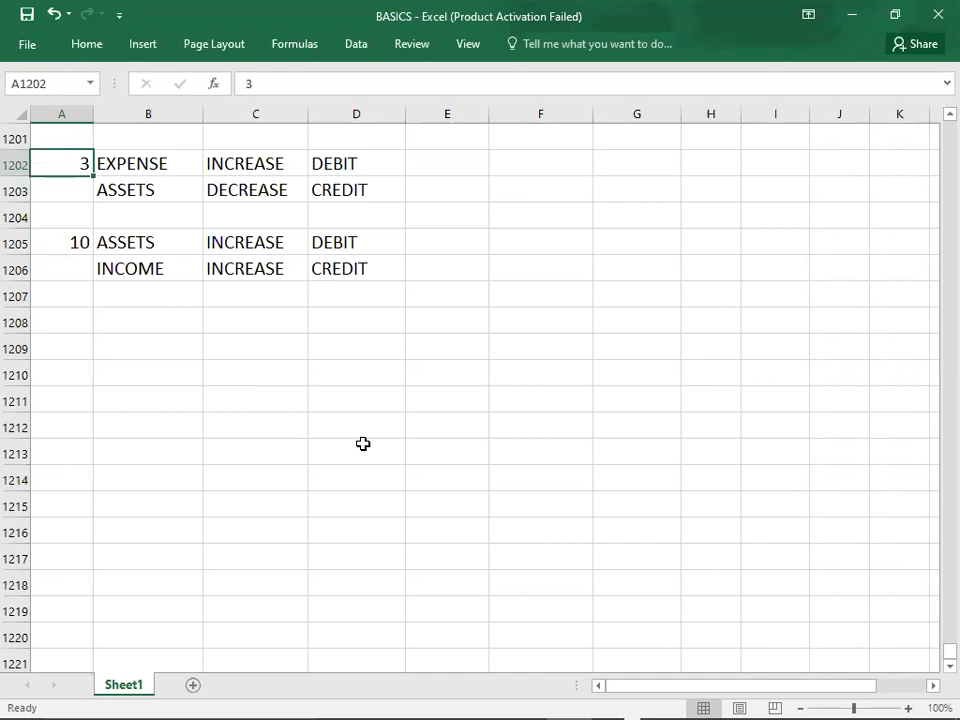 BASICS - Excel (Product Activation Failed)
File Home Insert Page Layout Formulas Data Review View Tell me what you want to do... Share
A1202 fx 3
A B C D E F G H I J K
1201
1202 3 EXPENSE INCREASE DEBIT
1203 ASSETS DECREASE CREDIT
1204
1205 10 ASSETS INCREASE DEBIT
1206 INCOME INCREASE CREDIT
1207
1208
1209
1210
1211
1212
1213
1214
1215
1216
1217
1218
1219
1220
1221
Sheet1
Ready 100%